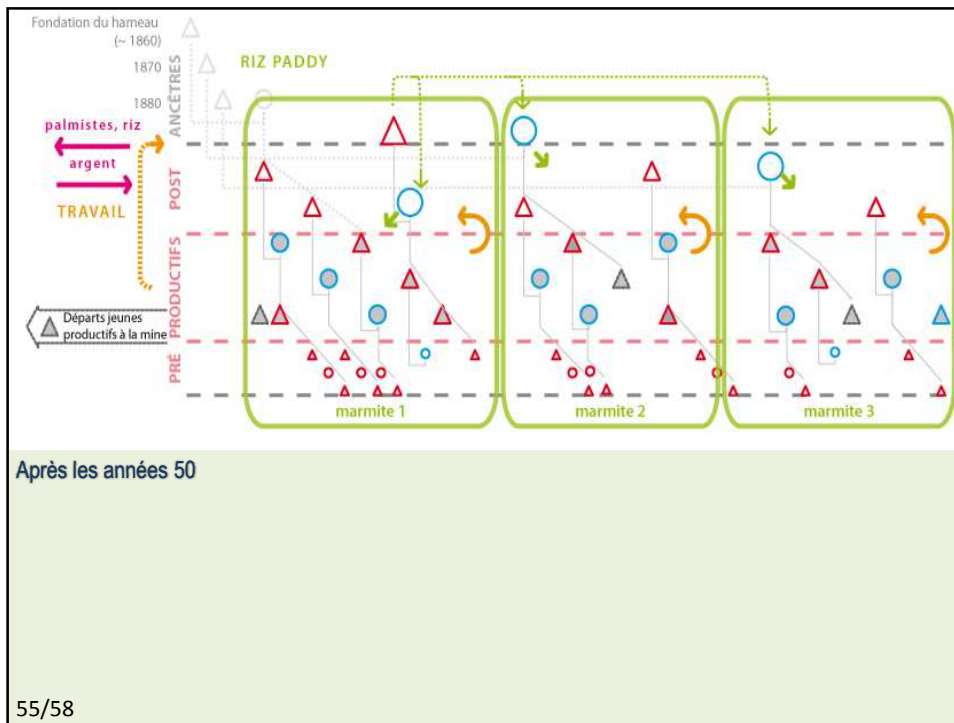 Fondation du hameau
(~ 1860)
1870
1880
ANCÊTRES
RIZ PADDY
palmistes, riz
argent
TRAVAIL
POST
PRODUCTIFS
PRÉ
Départs jeunes
productifs à la mine
marmite 1
marmite 2
marmite 3
Après les années 50
55/58